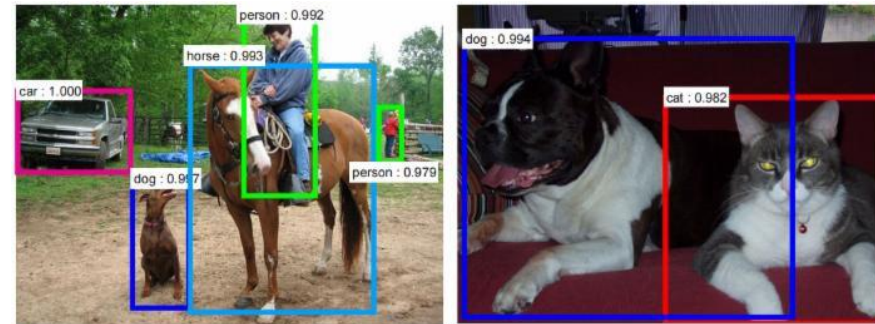 person : 0.992
horse : 0.993
car : 1.000
person : 0.979
dog : 0.997
dog : 0.994
cat : 0.982